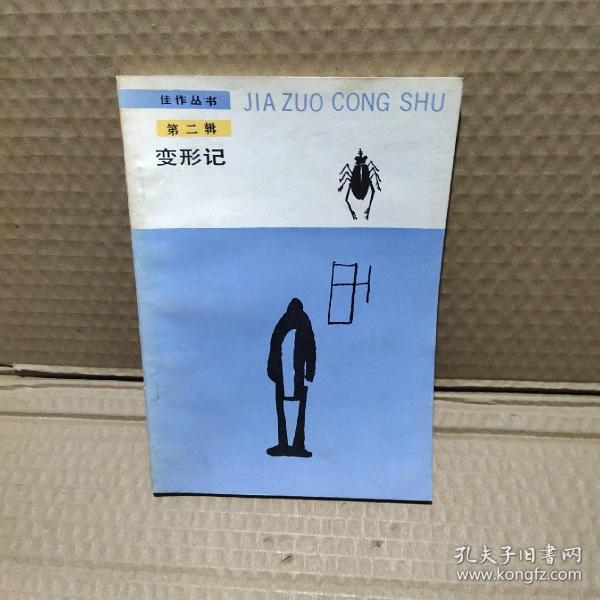 佳作丛书 JIA ZUO CONG SHU
第二辑
变形记
孔夫子旧書网
www.kongfz.com